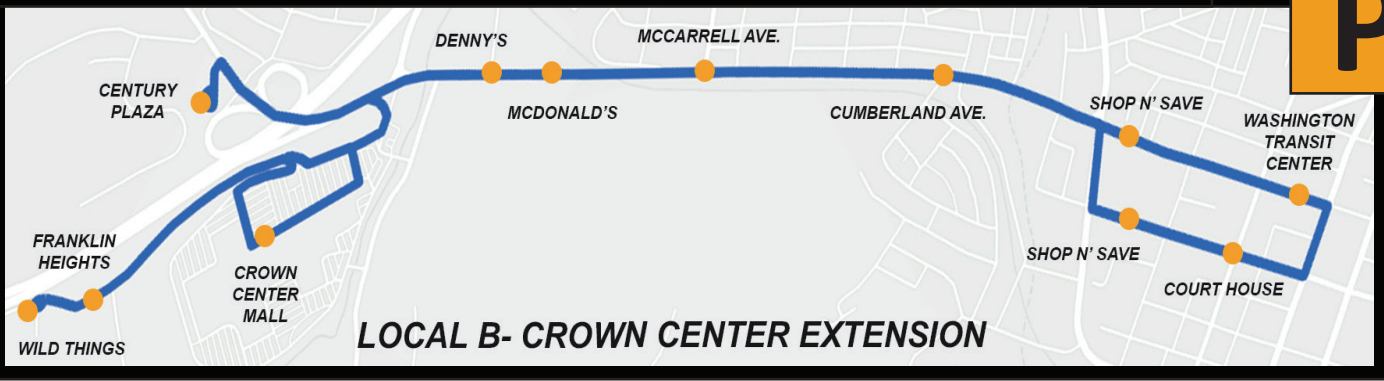 P
DENNY'S
MCCARRELL AVE.
CENTURY
PLAZA
MCDONALD'S
CUMBERLAND AVE.
SHOP N' SAVE
WASHINGTON
TRANSIT
CENTER
FRANKLIN
HEIGHTS
CROWN
CENTER
MALL
SHOP N' SAVE
COURT HOUSE
WILD THINGS
LOCAL B- CROWN CENTER EXTENSION